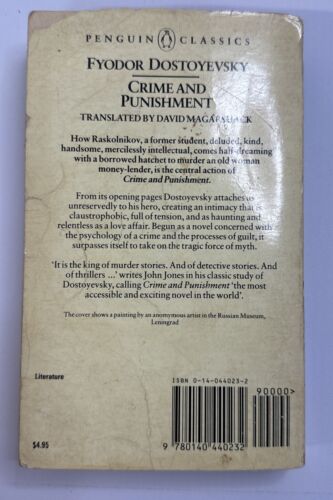 PENGUIN CLASSICS
FYODOR DOSTOYEVSKY
CRIME AND
PUNISHMENT
TRANSLATED BY DAVID MAGARSHACK
How Raskolnikov, a former student, deluded, kind,
handsome, mercilessly intellectual, comes half-dreaming
with a borrowed hatchet to murder an old woman
money-lender, is the central action of
Crime and Punishment.
From its opening pages Dostoyevsky attaches us
unreservedly to his hero, creating an intimacy that is
claustrophobic, full of tension, and as haunting and
relentless as a love affair. Begun as a novel concerned with
the psychology of a crime and the processes of guilt, it
surpasses itself to take on the tragic force of myth.
'It is the king of murder stories. And of detective stories. And
of thrillers ...' writes John Jones in his classic study of
Dostoyevsky, calling Crime and Punishment 'the most
accessible and exciting novel in the world'.
The cover shows a painting by an anonymous artist in the Russian Museum,
Leningrad
Literature
$4.95
ISBN 0-14-044023-2
90000>
9 780140 440232